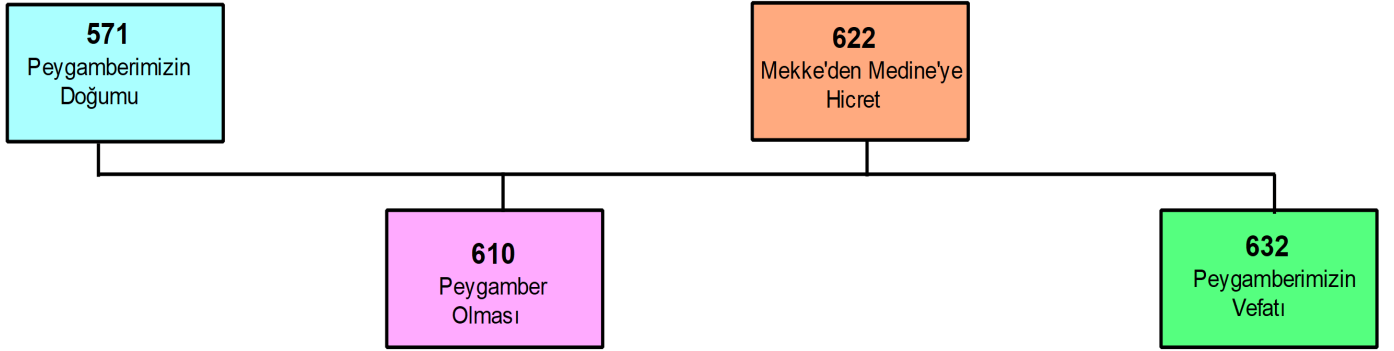 571
Peygamberimizin
Doğumu
610
Peygamber
Olması
622
Mekke'den Medine'ye
Hicret
632
Peygamberimizin
Vefatı